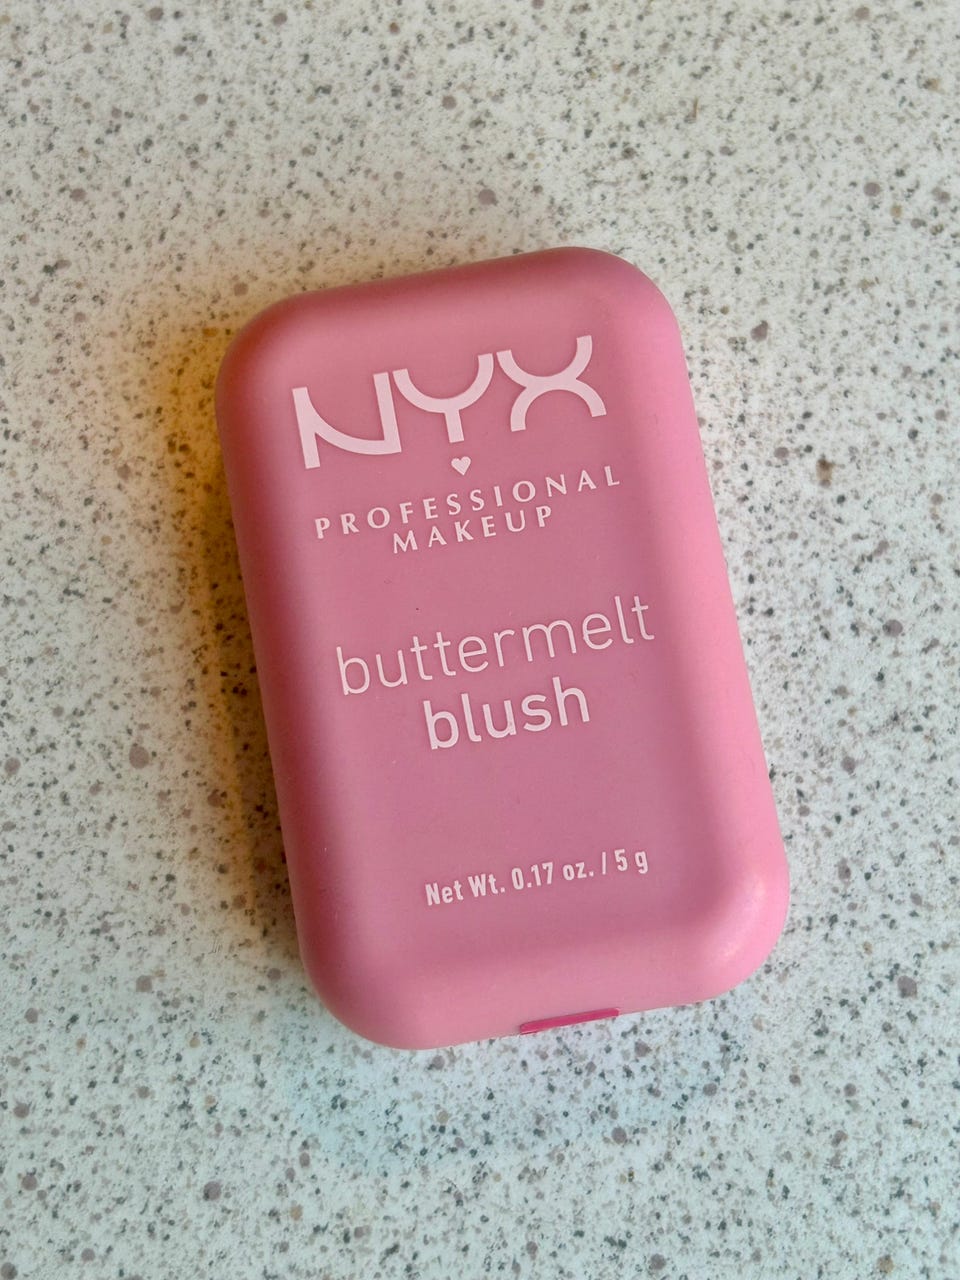 NYX
PROFESSIONAL
MAKEUP
buttermelt
blush
Net Wt. 0.17 oz. / 5 g